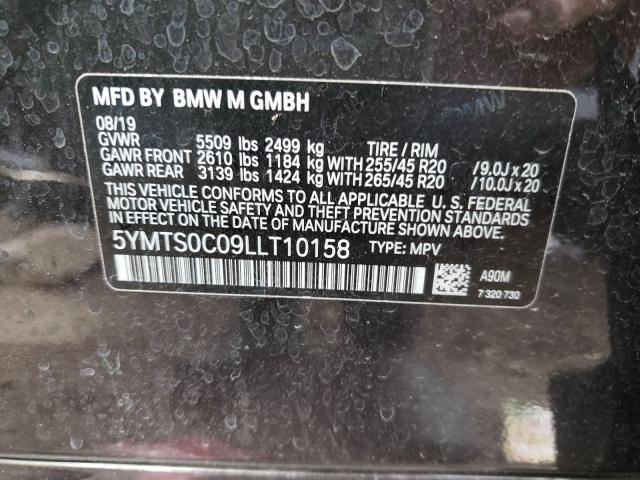 MFD BY BMW M GMBH
08/19
GVWR 5509 lbs 2499 kg TIRE / RIM
GAWR FRONT 2610 lbs 1184 kg WITH 255/45 R20 /9.0J x 20
GAWR REAR 3139 lbs 1424 kg WITH 265/45 R20 /10.0J x 20
THIS VEHICLE CONFORMS TO ALL APPLICABLE U. S. FEDERAL
MOTOR VEHICLE SAFETY AND THEFT PREVENTION
STANDARDS IN EFFECT ON THE DATE OF
MANUFACTURE SHOWN ABOVE.
5YMTS0C09LLT10158 TYPE: MPV
A90M
7 320 730